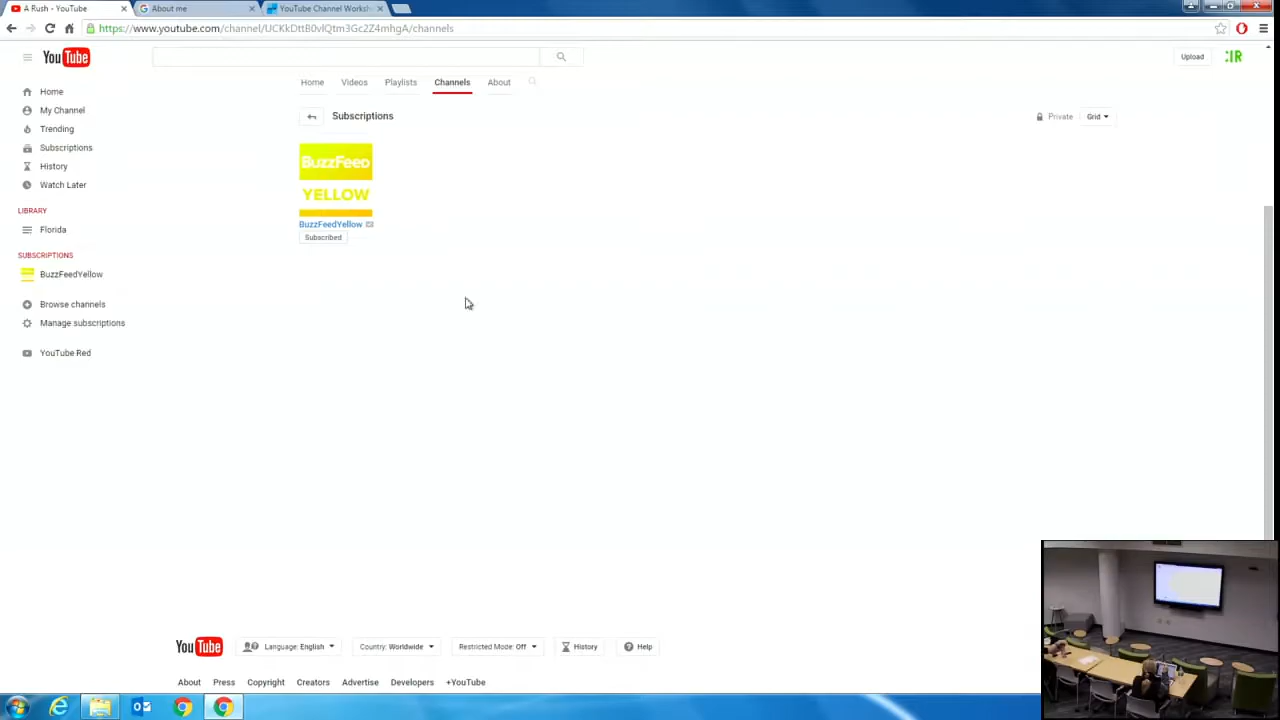 A Rush - YouTube
About me
YouTube Channel Worksh
https://www.youtube.com/channel/UCKkDttB0vlQtm3Gc2Z4mhgA/channels
YouTube
Upload
Home
Videos
Playlists
Channels
About
Home
My Channel
Trending
Subscriptions
History
Watch Later
LIBRARY
Florida
SUBSCRIPTIONS
BuzzFeedYellow
Browse channels
Manage subscriptions
YouTube Red
Subscriptions
Private
Grid
BuzzFeed
YELLOW
BuzzFeedYellow
Subscribed
YouTube
Language: English
Country: Worldwide
Restricted Mode: Off
History
Help
About
Press
Copyright
Creators
Advertise
Developers
+YouTube